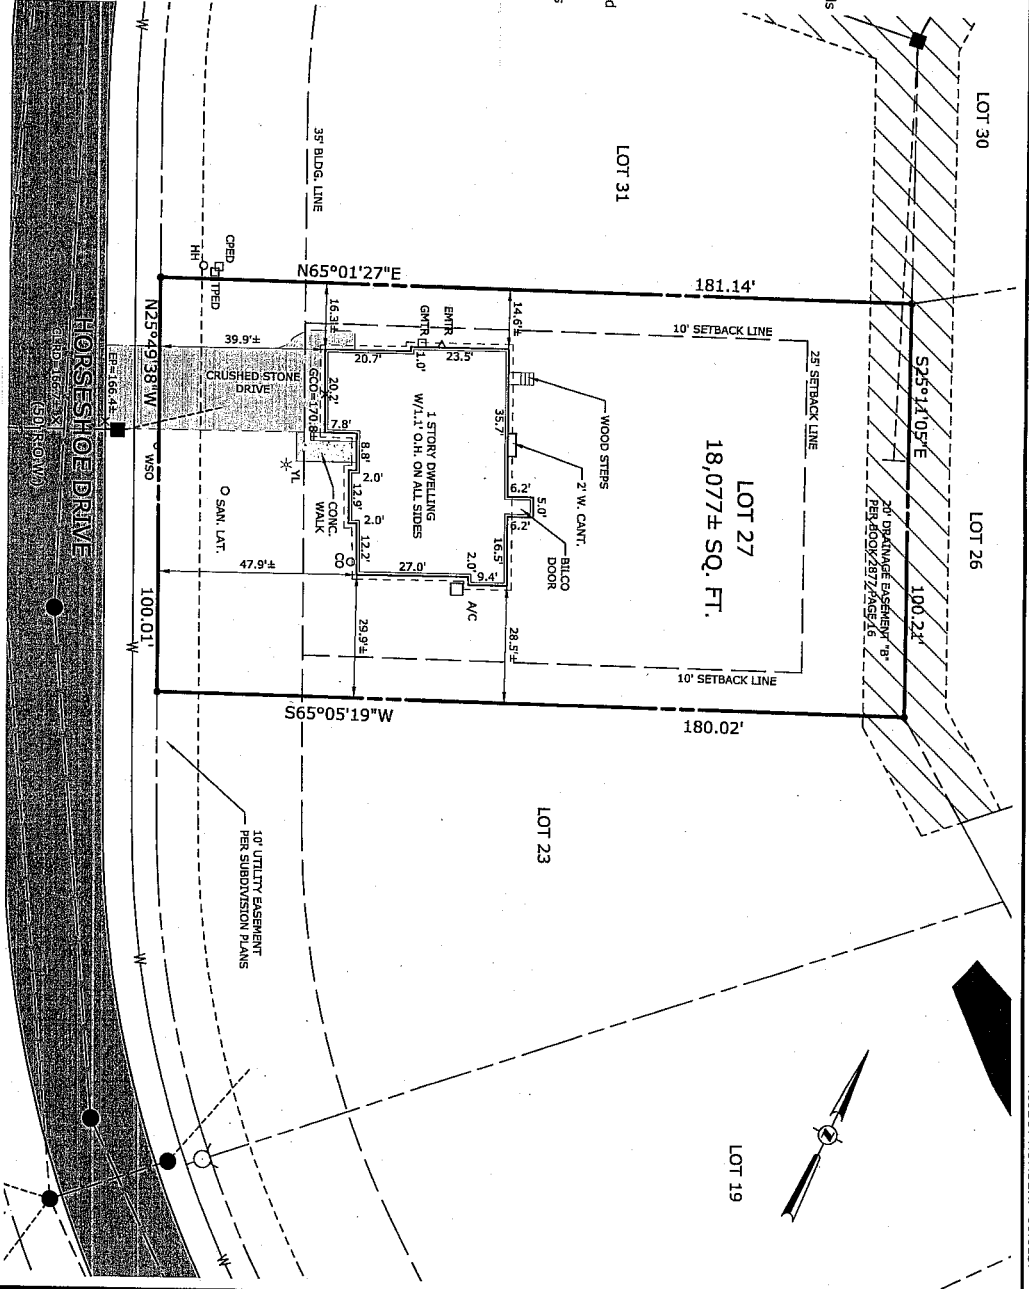 LOT 30
LOT 31
LOT 26
35' BLDG. LINE
CPED
HH
TPED
N65°01'27"E
181.14'
S25°11'05"E
100.21'
20' DRAINAGE EASEMENT "B"
PER BOOK 2877 PAGE 16
10' SETBACK LINE
25' SETBACK LINE
10' SETBACK LINE
LOT 27
18,077± SQ. FT.
16.3'±
14.6'±
EMTR
GMTR
39.9'±
20.7'
1.0'
23.5'
CRUSHED STONE
DRIVE
20.2'
GCO=170.8±
7.8'
8.8'
2.0'
12.9'
2.0'
12.2'
1 STORY DWELLING
W/1.1' O.H. ON ALL SIDES
35.7'
6.2'
5.0'
6.2'
16.5'
WOOD STEPS
2' W. CANT.
BILCO
DOOR
YL
CONC.
WALK
CO
27.0'
2.0'
9.4'
A/C
47.9'±
29.9'±
28.5'±
SAN. LAT.
WSO
N25°49'38"W
100.01'
EP=166.4±
HORSESHOE DRIVE
(50' R.O.W.)
S65°05'19"W
180.02'
LOT 23
10' UTILITY EASEMENT
PER SUBDIVISION PLANS
LOT 19
N
W
W
W
W